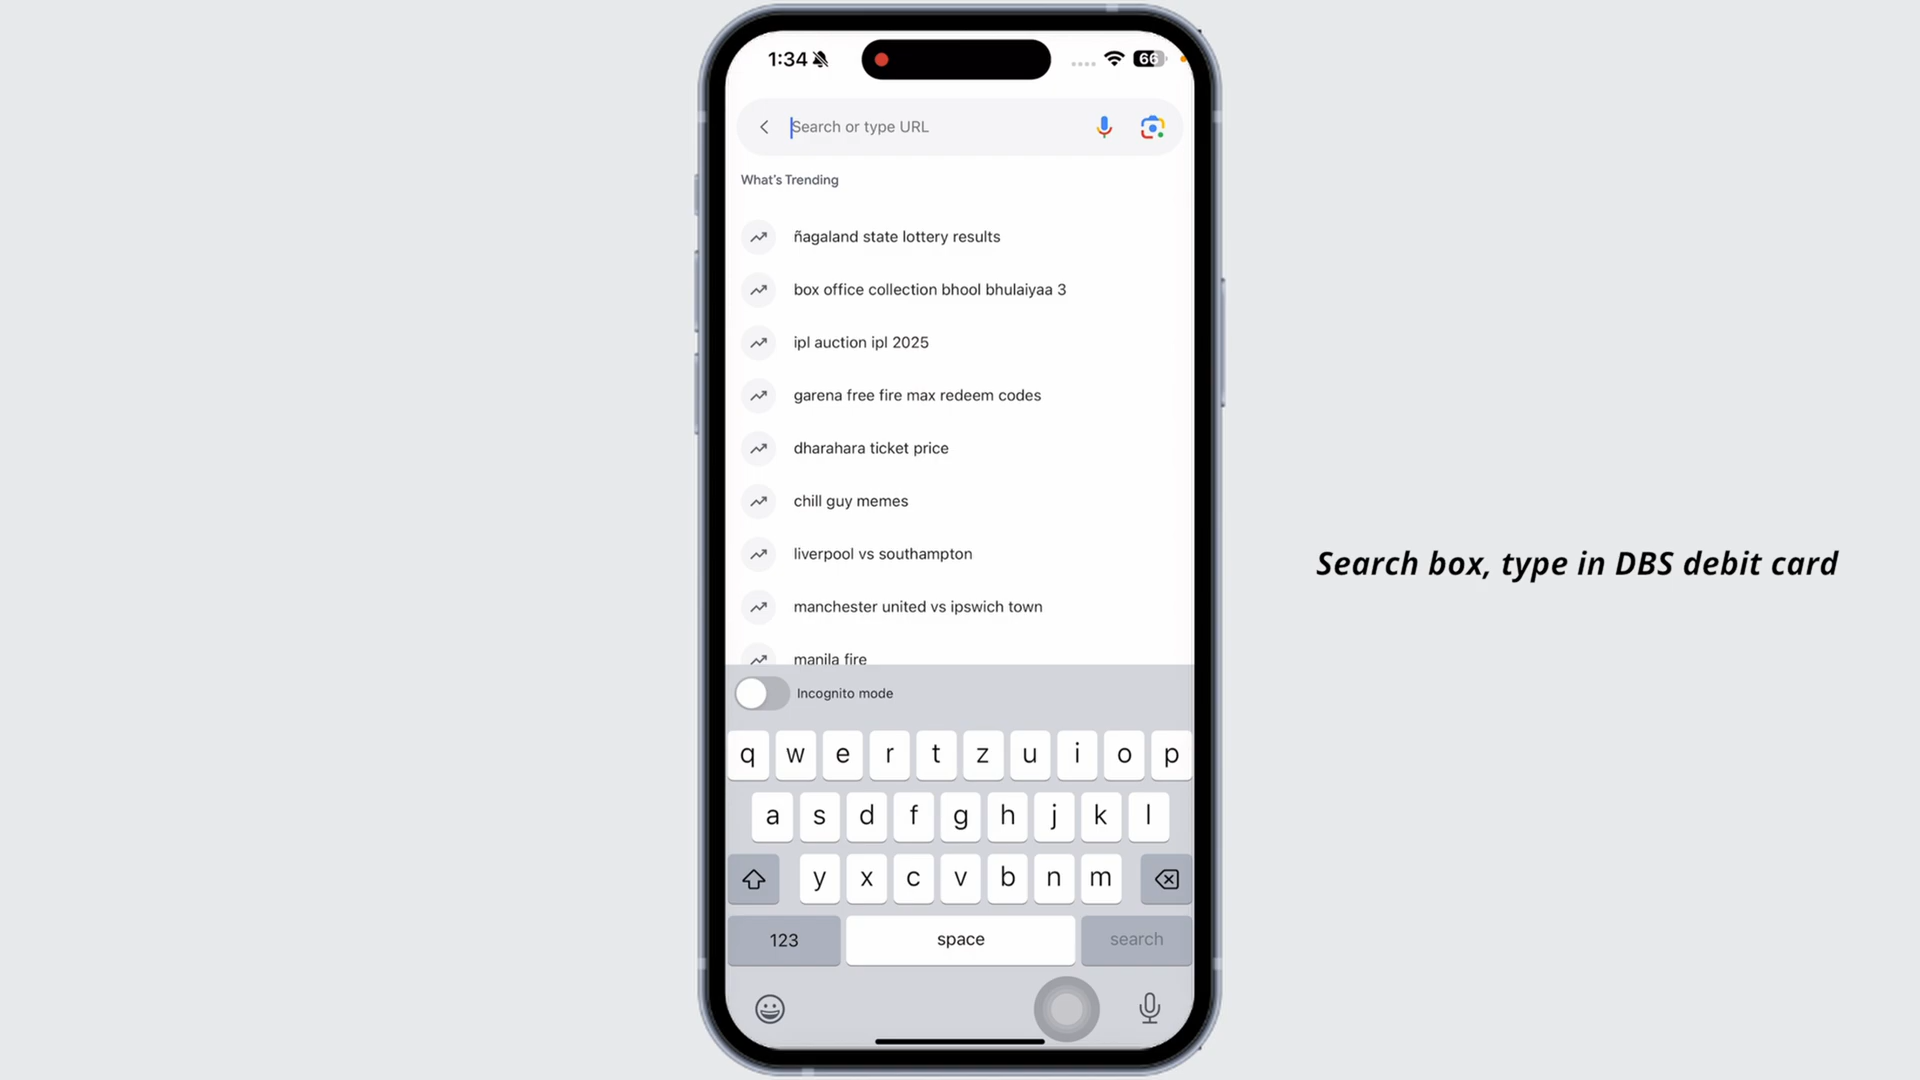 1:34
66
Search or type URL
What's Trending
ñagaland state lottery results
box office collection bhool bhulaiyaa 3
ipl auction ipl 2025
garena free fire max redeem codes
dharahara ticket price
chill guy memes
liverpool vs southampton
manchester united vs ipswich town
manila fire
Search box, type in DBS debit card
Incognito mode
q w e r t z u i o p
a s d f g h j k l
y x c v b n m
123 space search